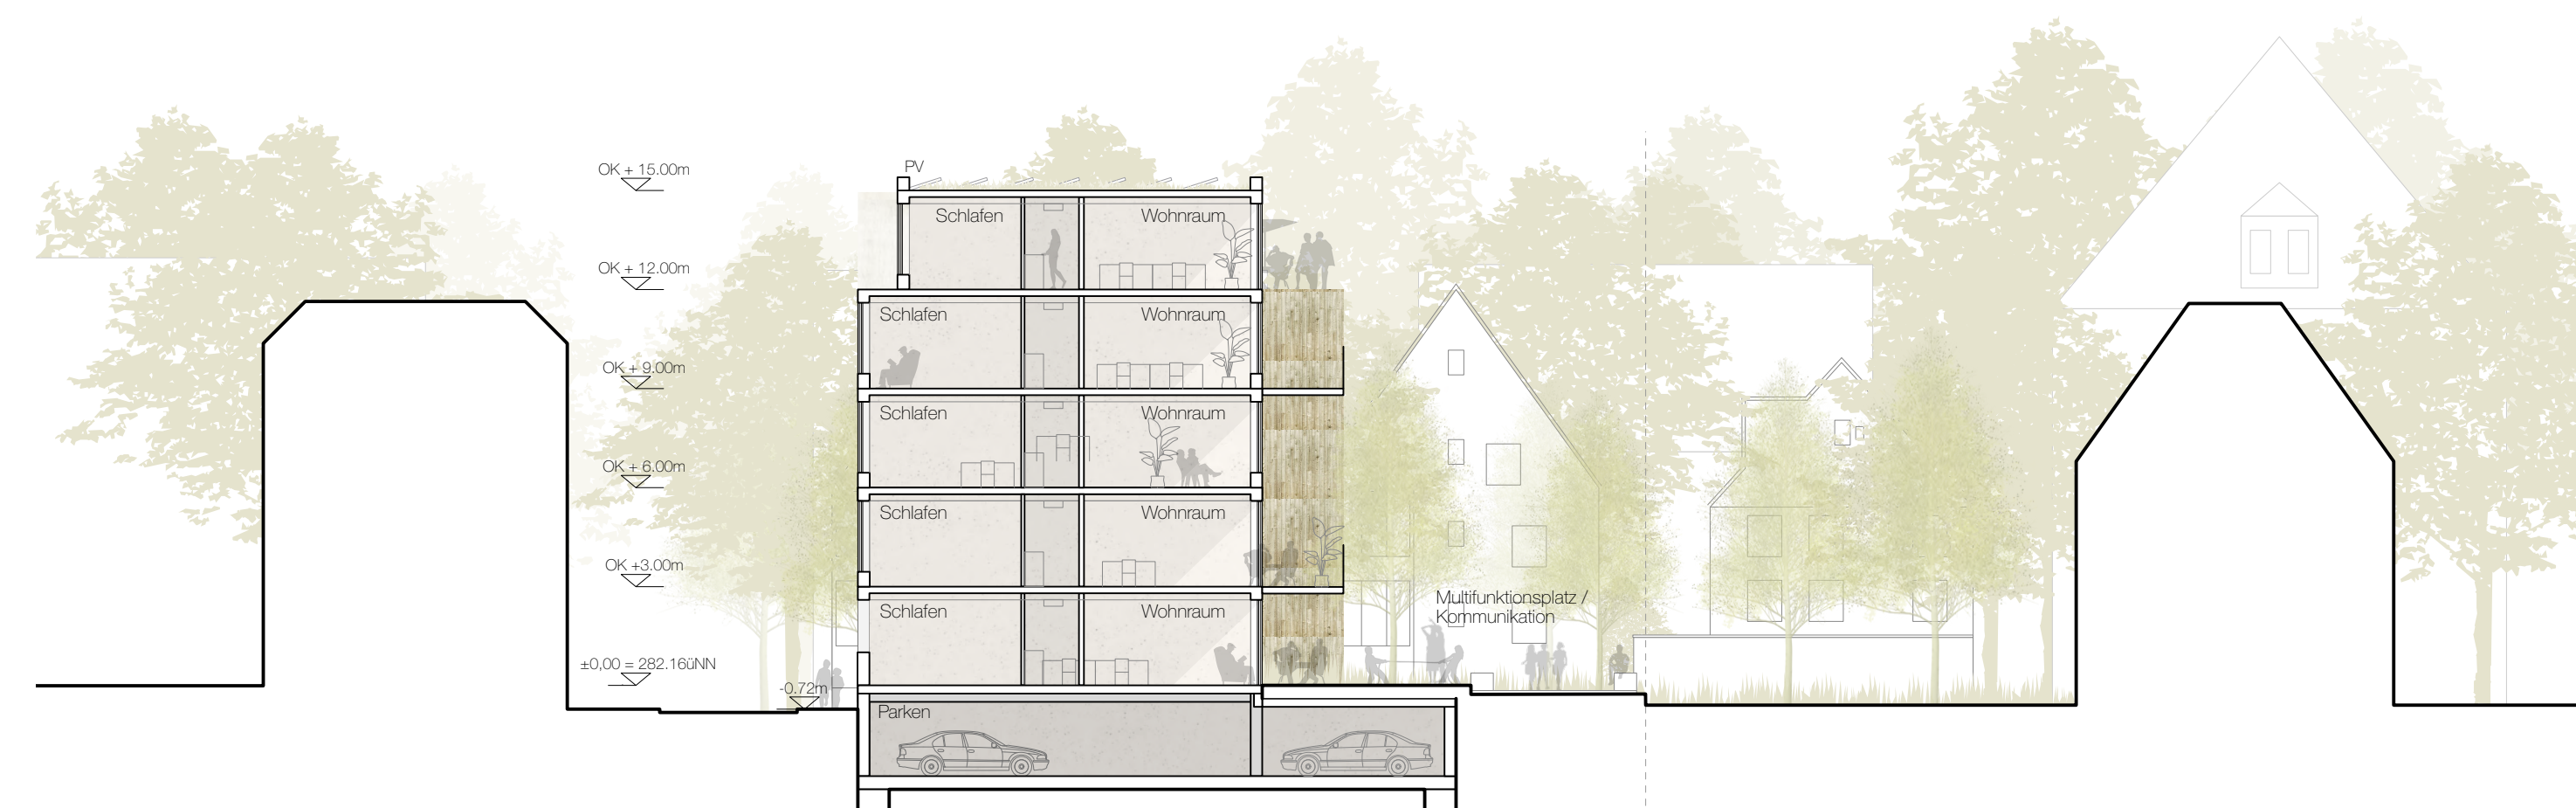 PV
OK + 15.00m
Schlafen
Wohnraum
OK + 12.00m
Schlafen
Wohnraum
OK + 9.00m
Schlafen
Wohnraum
OK + 6.00m
Schlafen
Wohnraum
OK +3.00m
Schlafen
Wohnraum
Multifunktionsplatz /
Kommunikation
±0,00 = 282.16üNN
-0.72m
Parken